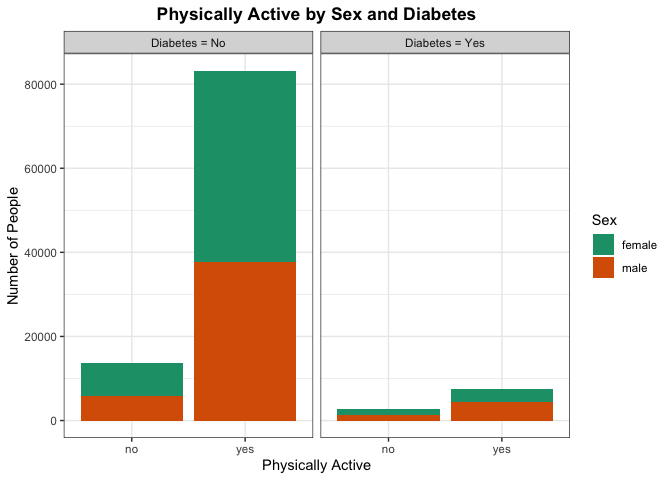 Physically Active by Sex and Diabetes
Diabetes = No
Diabetes = Yes
80000
60000
40000
20000
0
Number of People
no
yes
no
yes
Physically Active
Sex
female
male